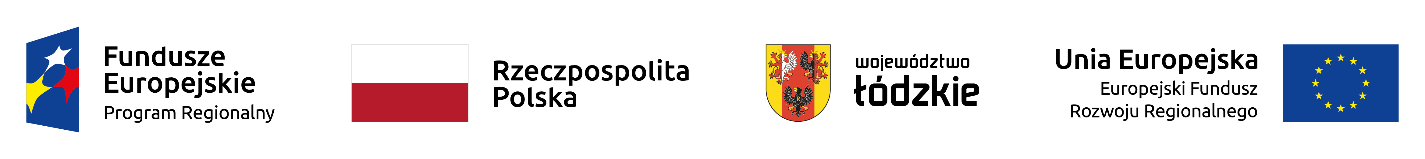 Fundusze
Europejskie
Program Regionalny
Rzeczpospolita
Polska
województwo
łódzkie
Unia Europejska
Europejski Fundusz
Rozwoju Regionalnego